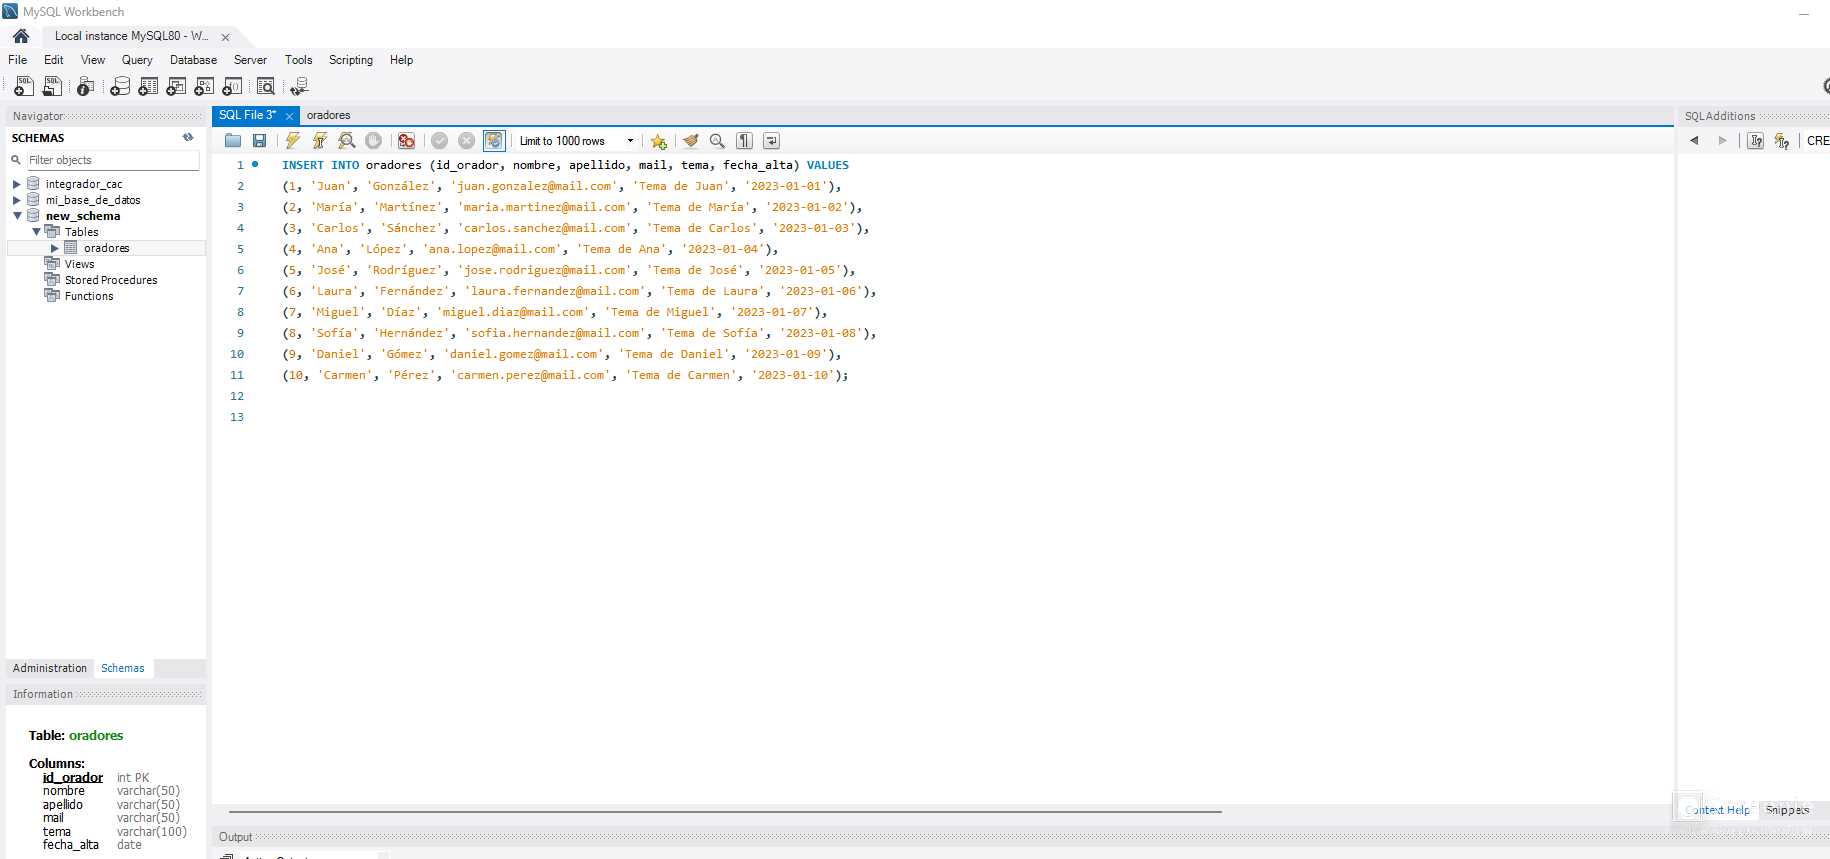 MySQL Workbench
Local instance MySQL80 - W...
File Edit View Query Database Server Tools Scripting Help
Navigator
SCHEMAS
Filter objects
integrador_cac
mi_base_de_datos
new_schema
Tables
oradores
Views
Stored Procedures
Functions
Administration Schemas
Information
Table: oradores
Columns:
id_orador int PK
nombre varchar(50)
apellido varchar(50)
mail varchar(50)
tema varchar(100)
fecha_alta date
SQL File 3* oradores
Limit to 1000 rows
1 INSERT INTO oradores (id_orador, nombre, apellido, mail, tema, fecha_alta) VALUES
2 (1, 'Juan', 'González', 'juan.gonzalez@mail.com', 'Tema de Juan', '2023-01-01'),
3 (2, 'María', 'Martínez', 'maria.martinez@mail.com', 'Tema de María', '2023-01-02'),
4 (3, 'Carlos', 'Sánchez', 'carlos.sanchez@mail.com', 'Tema de Carlos', '2023-01-03'),
5 (4, 'Ana', 'López', 'ana.lopez@mail.com', 'Tema de Ana', '2023-01-04'),
6 (5, 'José', 'Rodríguez', 'jose.rodriguez@mail.com', 'Tema de José', '2023-01-05'),
7 (6, 'Laura', 'Fernández', 'laura.fernandez@mail.com', 'Tema de Laura', '2023-01-06'),
8 (7, 'Miguel', 'Díaz', 'miguel.diaz@mail.com', 'Tema de Miguel', '2023-01-07'),
9 (8, 'Sofía', 'Hernández', 'sofia.hernandez@mail.com', 'Tema de Sofía', '2023-01-08'),
10 (9, 'Daniel', 'Gómez', 'daniel.gomez@mail.com', 'Tema de Daniel', '2023-01-09'),
11 (10, 'Carmen', 'Pérez', 'carmen.perez@mail.com', 'Tema de Carmen', '2023-01-10');
12
13
Output
SQLAdditions
CRE
Context Help Snippets